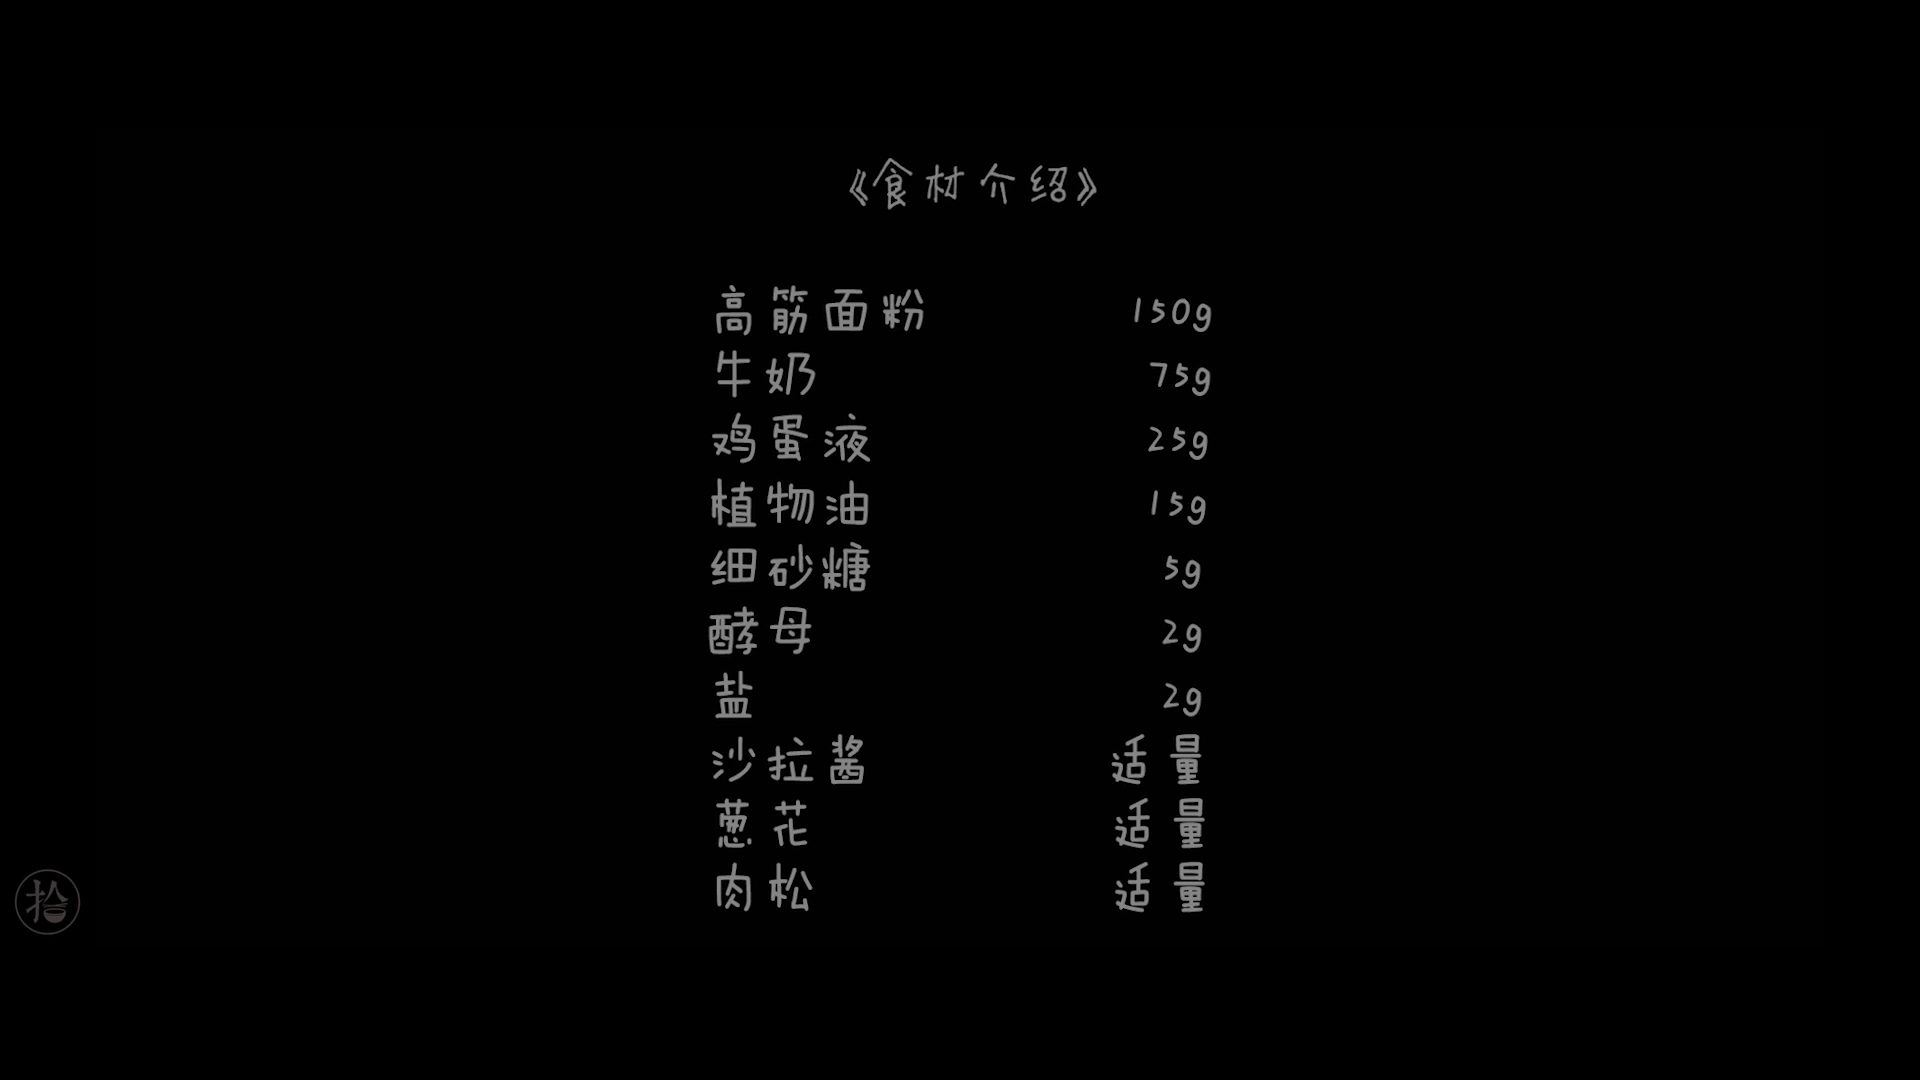 《食材介绍》
高筋面粉 150g
牛奶 75g
鸡蛋液 25g
植物油 15g
细砂糖 5g
酵母 2g
盐 2g
沙拉酱 适量
葱花 适量
肉松 适量
拾